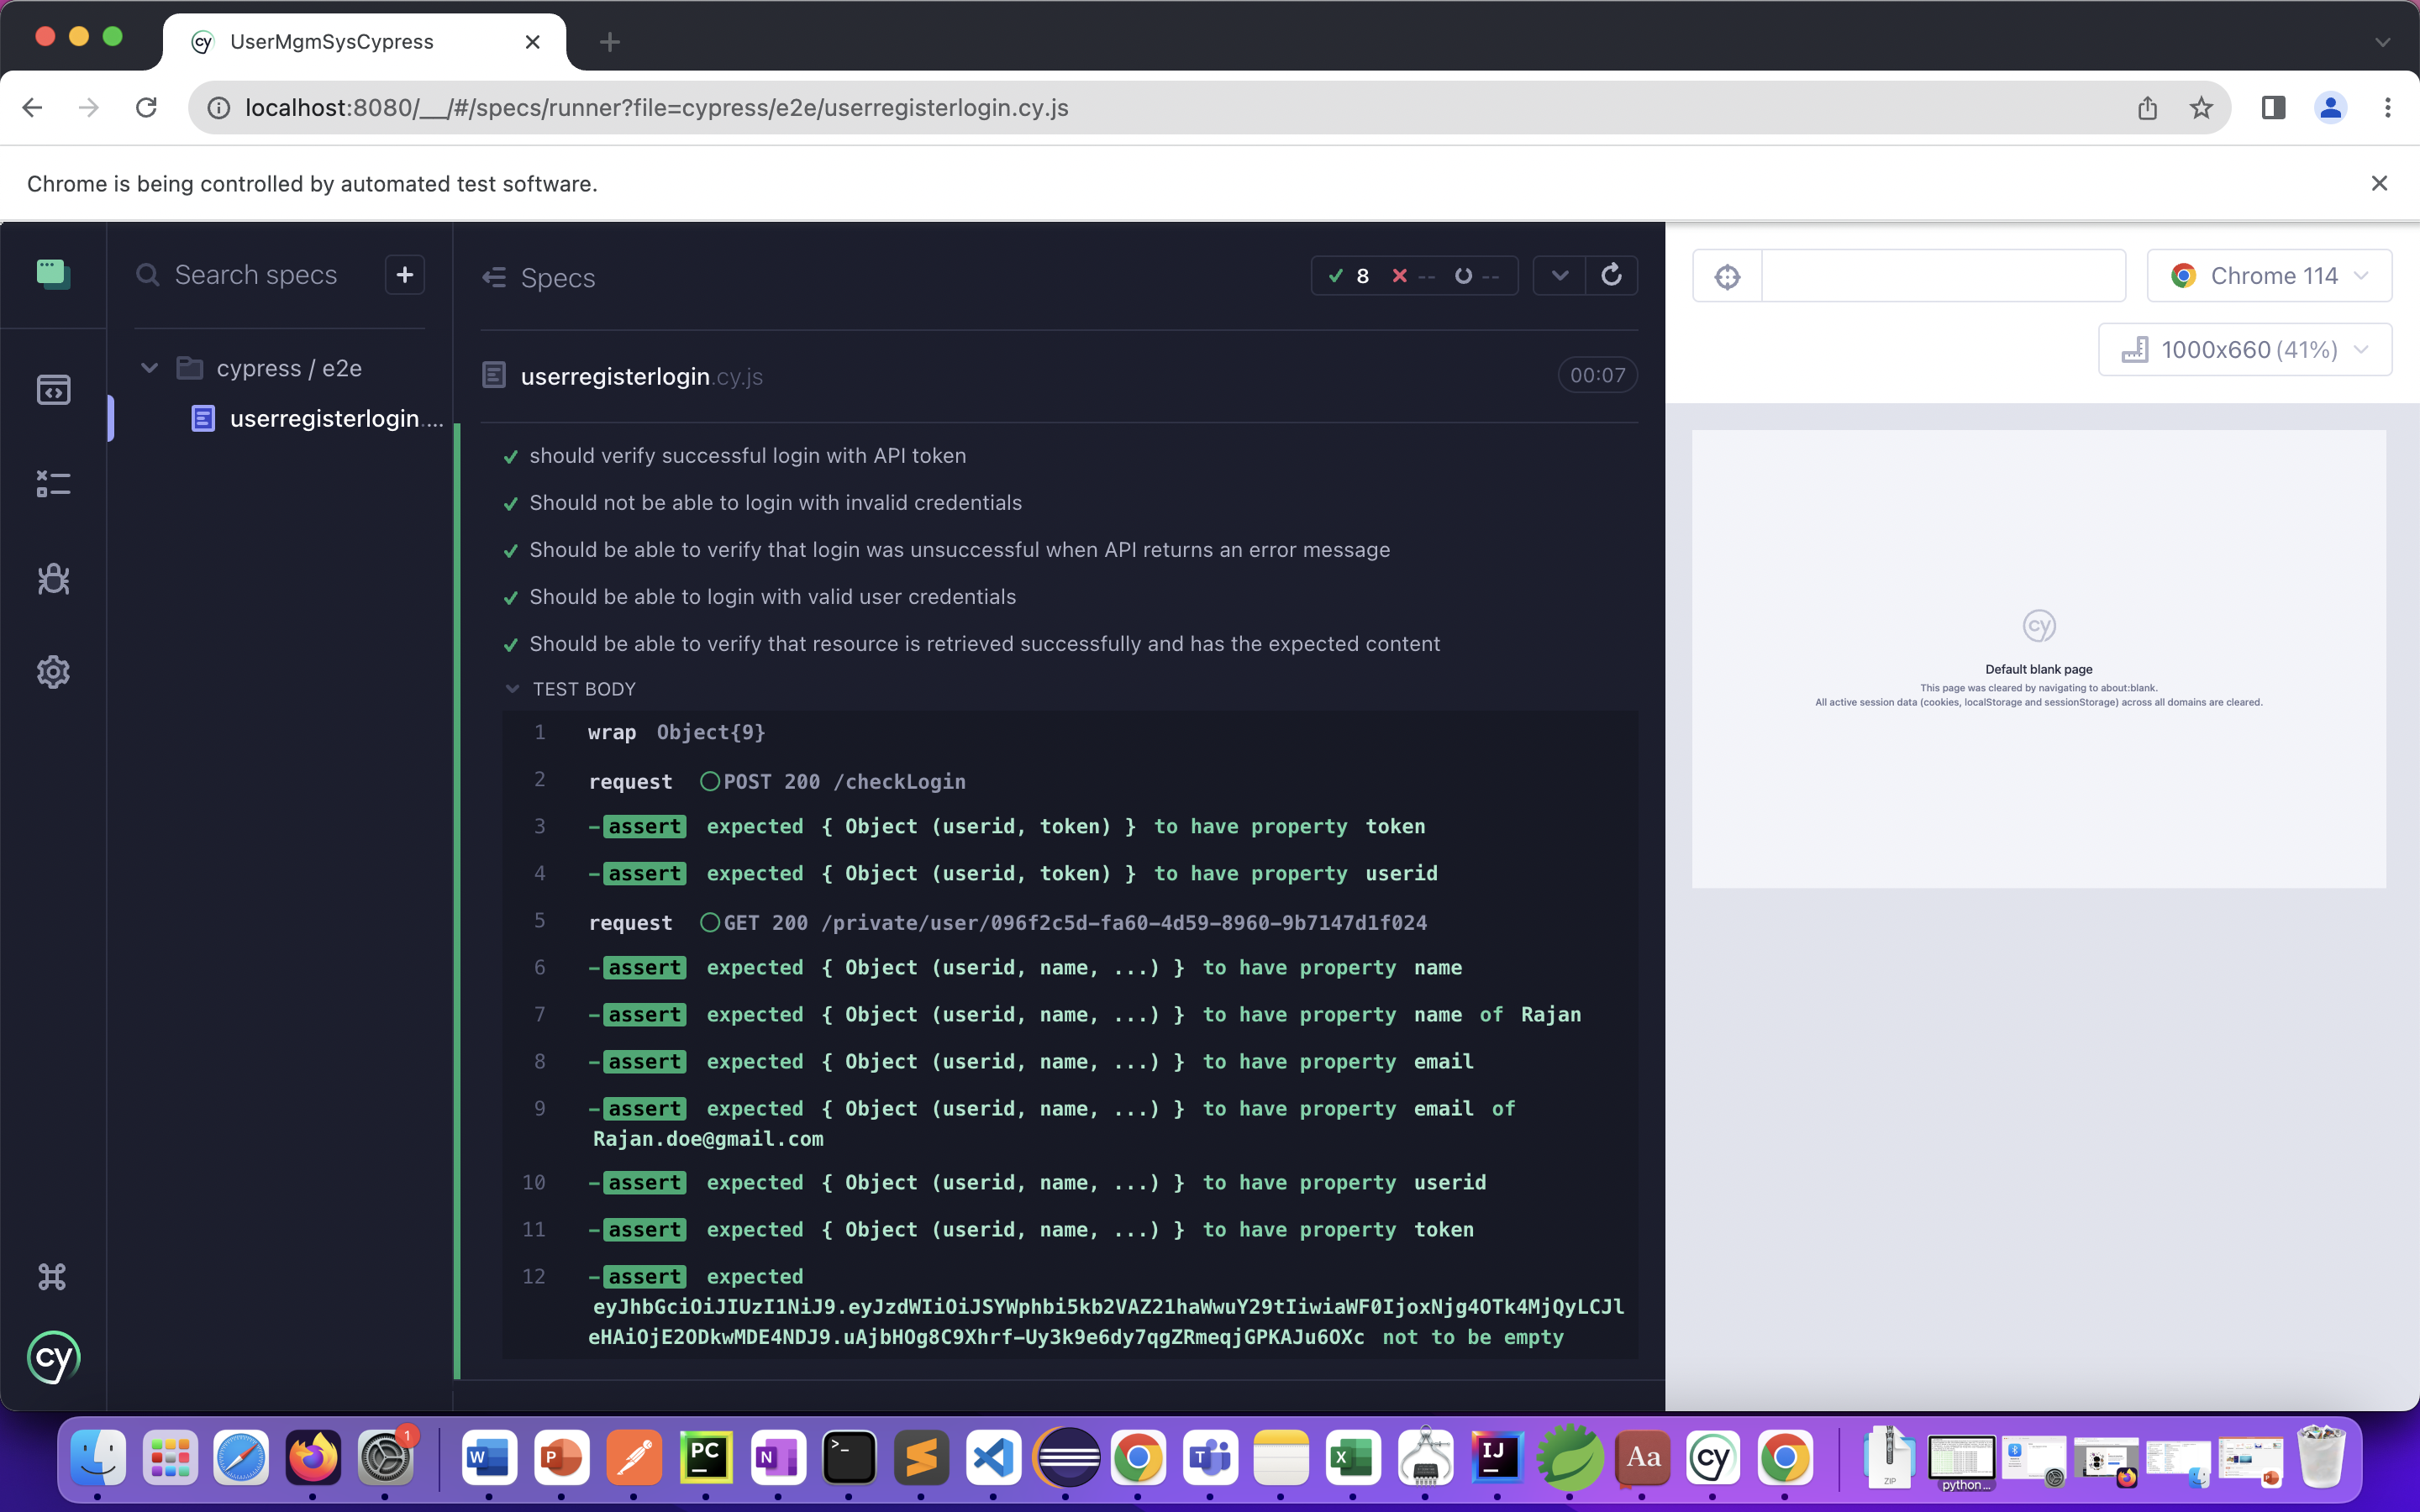 UserMgmSysCypress
localhost:8080/__/#/specs/runner?file=cypress/e2e/userregisterlogin.cy.js
Chrome is being controlled by automated test software.
Search specs
Specs
8 -- --
Chrome 114
1000x660 (41%)
cypress / e2e
userregisterlogin....
userregisterlogin.cy.js
00:07
should verify successful login with API token
Should not be able to login with invalid credentials
Should be able to verify that login was unsuccessful when API returns an error message
Should be able to login with valid user credentials
Should be able to verify that resource is retrieved successfully and has the expected content
TEST BODY
1 wrap Object{9}
2 request POST 200 /checkLogin
3 -assert expected { Object (userid, token) } to have property token
4 -assert expected { Object (userid, token) } to have property userid
5 request GET 200 /private/user/096f2c5d-fa60-4d59-8960-9b7147d1f024
6 -assert expected { Object (userid, name, ...) } to have property name
7 -assert expected { Object (userid, name, ...) } to have property name of Rajan
8 -assert expected { Object (userid, name, ...) } to have property email
9 -assert expected { Object (userid, name, ...) } to have property email of
Rajan.doe@gmail.com
10 -assert expected { Object (userid, name, ...) } to have property userid
11 -assert expected { Object (userid, name, ...) } to have property token
12 -assert expected
eyJhbGciOiJIUzI1NiJ9.eyJzdWIiOiJSYWphbi5kb2VAZ21haWwuY29tIiwiaWF0IjoxNjg4OTk4MjQyLCJl
eHAiOjE2ODkwMDE4NDJ9.uAjbHOg8C9Xhrf-Uy3k9e6dy7qgZRmeqjGPKAJu6OXc not to be empty
cy
Default blank page
This page was cleared by navigating to about:blank.
All active session data (cookies, localStorage and sessionStorage) across all domains are cleared.
cy
1
W
P
PC
N
>_
T
X
IJ
Aa
cy
ZIP
python...